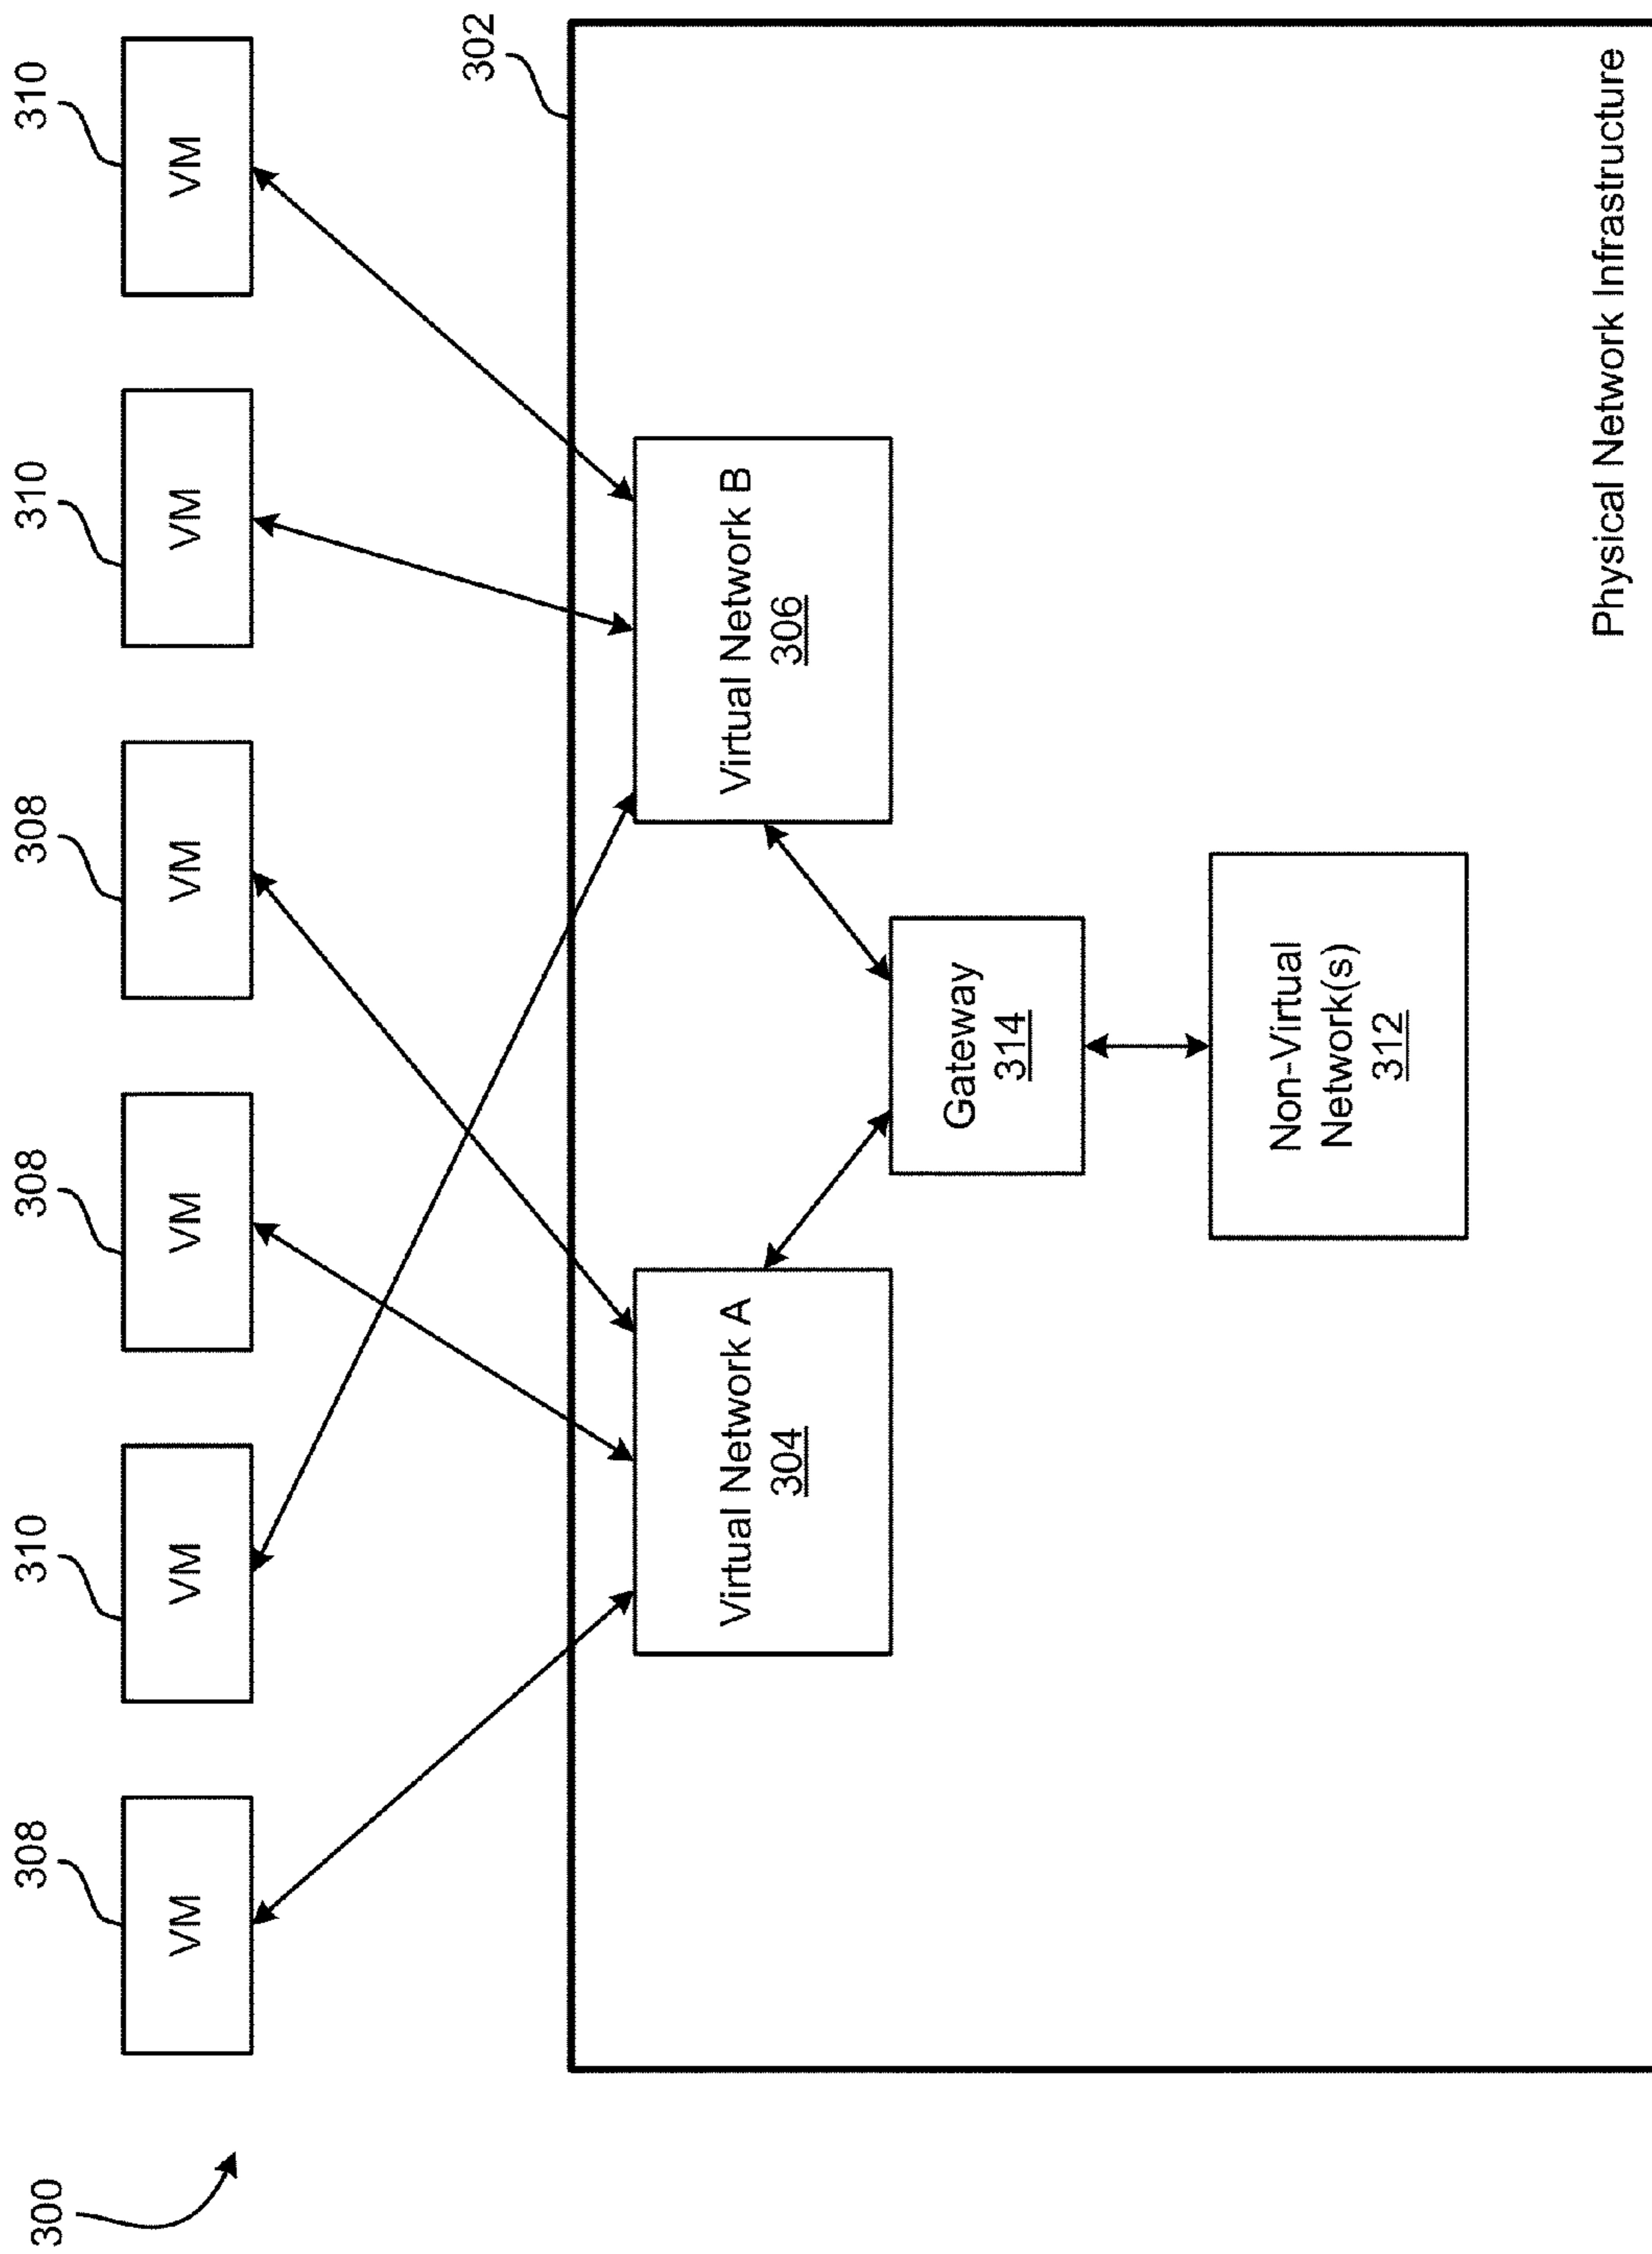 300
308
310
308
308
310
310
VM
VM
VM
VM
VM
VM
302
Virtual Network A
304
Virtual Network B
306
Gateway
314
Non-Virtual
Network(s)
312
Physical Network Infrastructure